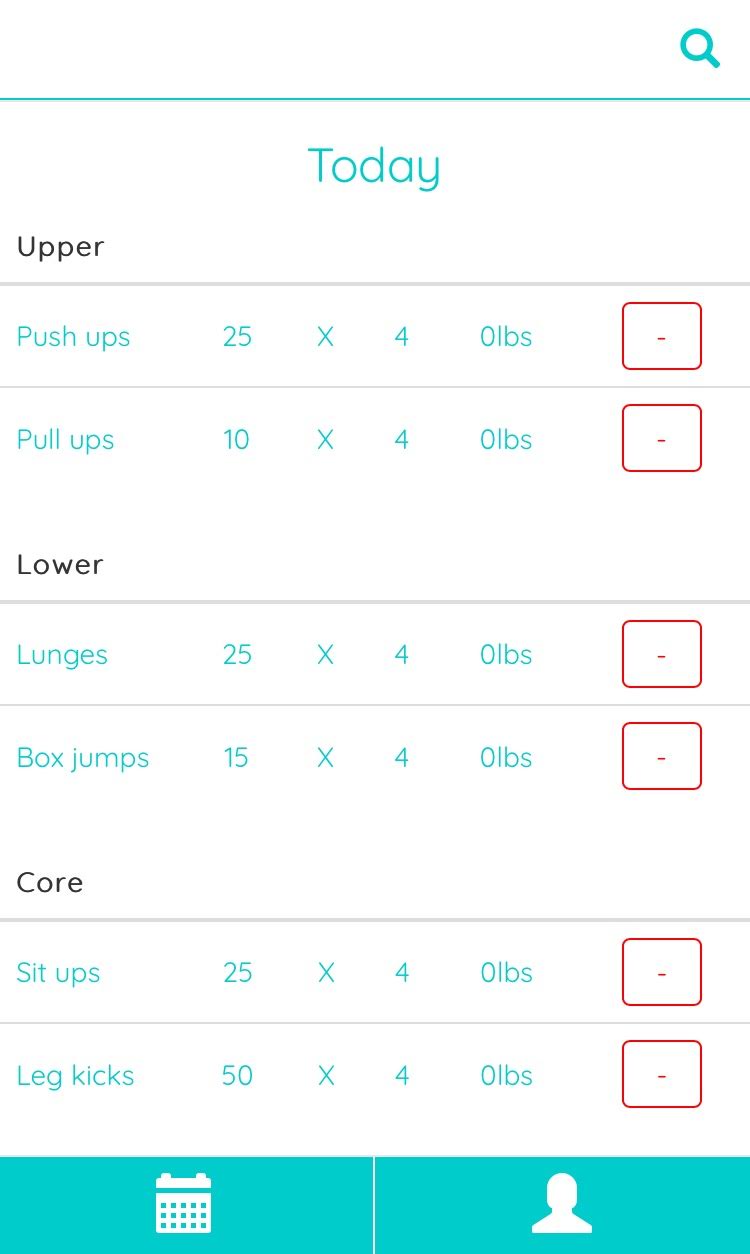 Today
Upper
Push ups 25 X 4 0lbs -
Pull ups 10 X 4 0lbs -
Lower
Lunges 25 X 4 0lbs -
Box jumps 15 X 4 0lbs -
Core
Sit ups 25 X 4 0lbs -
Leg kicks 50 X 4 0lbs -